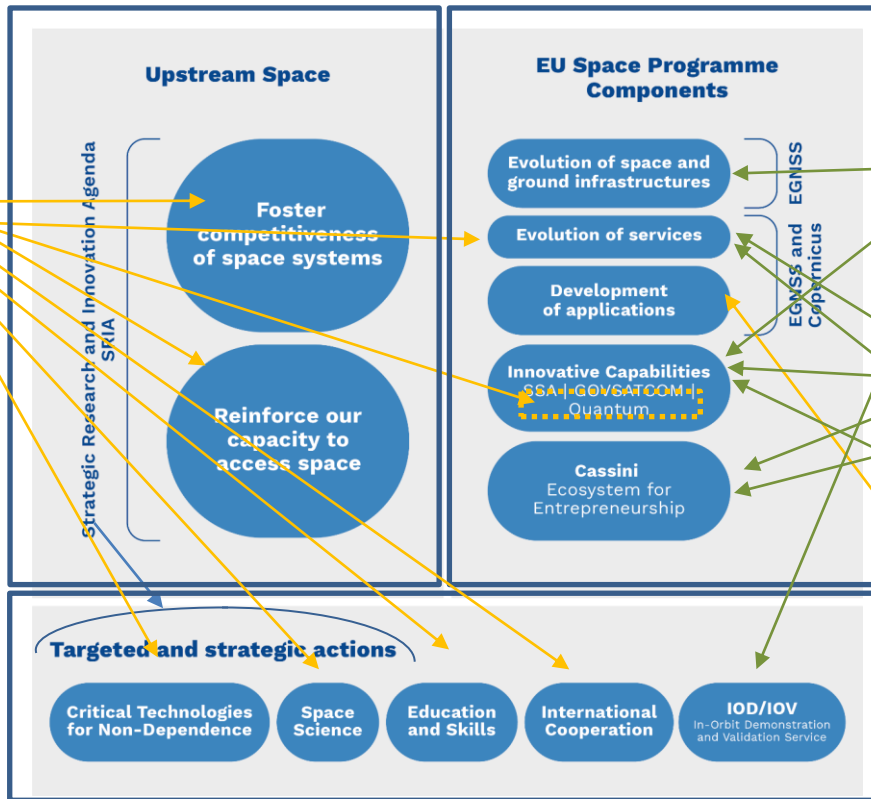 Upstream Space
Strategic Research and Innovation Agenda
SRIA
Foster
competitiveness
of space systems
Reinforce our
capacity to
access space
EU Space Programme
Components
Evolution of space and
ground infrastructures
EGNSS
Evolution of services
Development
of applications
EGNSS and
Copernicus
Innovative Capabilities
SSA | GOVSATCOM |
Quantum
Cassini
Ecosystem for
Entrepreneurship
Targeted and strategic actions
Critical Technologies
for Non-Dependence
Space
Science
Education
and Skills
International
Cooperation
IOD/IOV
In-Orbit Demonstration
and Validation Service